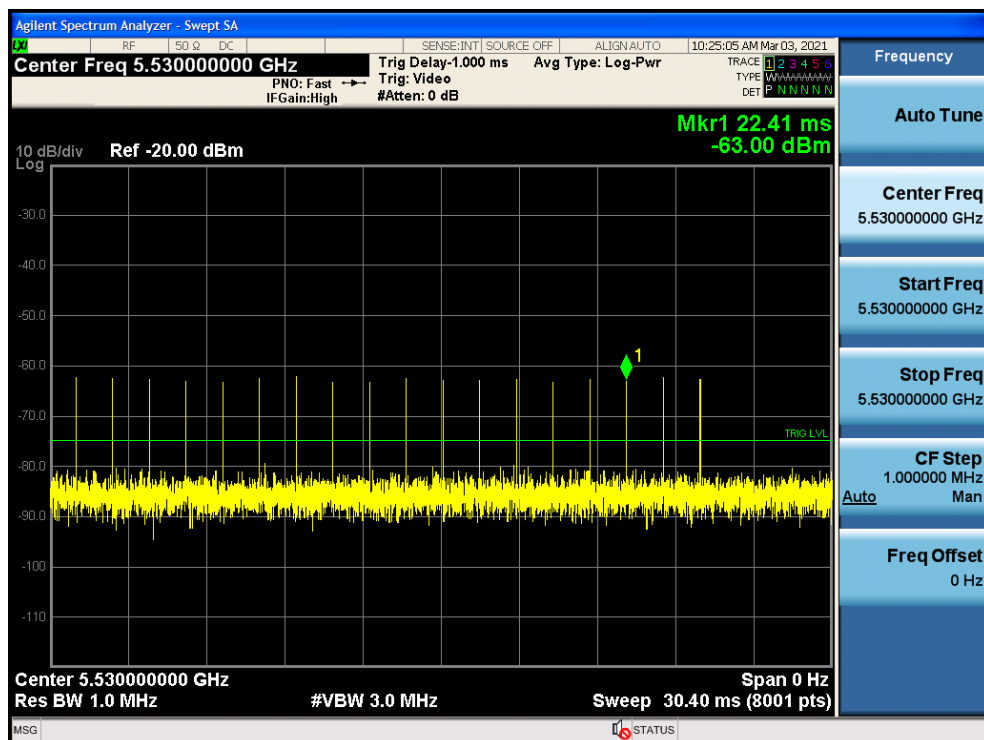 Agilent Spectrum Analyzer - Swept SA
LXI RF 50 Ω DC SENSE:INT SOURCE OFF ALIGN AUTO 10:25:05 AM Mar 03, 2021
Center Freq 5.530000000 GHz
PNO: Fast
IFGain:High
Trig Delay-1.000 ms
Trig: Video
#Atten: 0 dB
Avg Type: Log-Pwr
TRACE 1 2 3 4 5 6
TYPE WWWWWW
DET P N N N N N
Mkr1 22.41 ms
-63.00 dBm
10 dB/div Ref -20.00 dBm
Log
-30.0
-40.0
-50.0
-60.0
-70.0
-80.0
-90.0
-100
-110
1
TRIG LVL
Center 5.530000000 GHz Span 0 Hz
Res BW 1.0 MHz #VBW 3.0 MHz Sweep 30.40 ms (8001 pts)
MSG STATUS
Frequency
Auto Tune
Center Freq
5.530000000 GHz
Start Freq
5.530000000 GHz
Stop Freq
5.530000000 GHz
CF Step
1.000000 MHz
Auto Man
Freq Offset
0 Hz